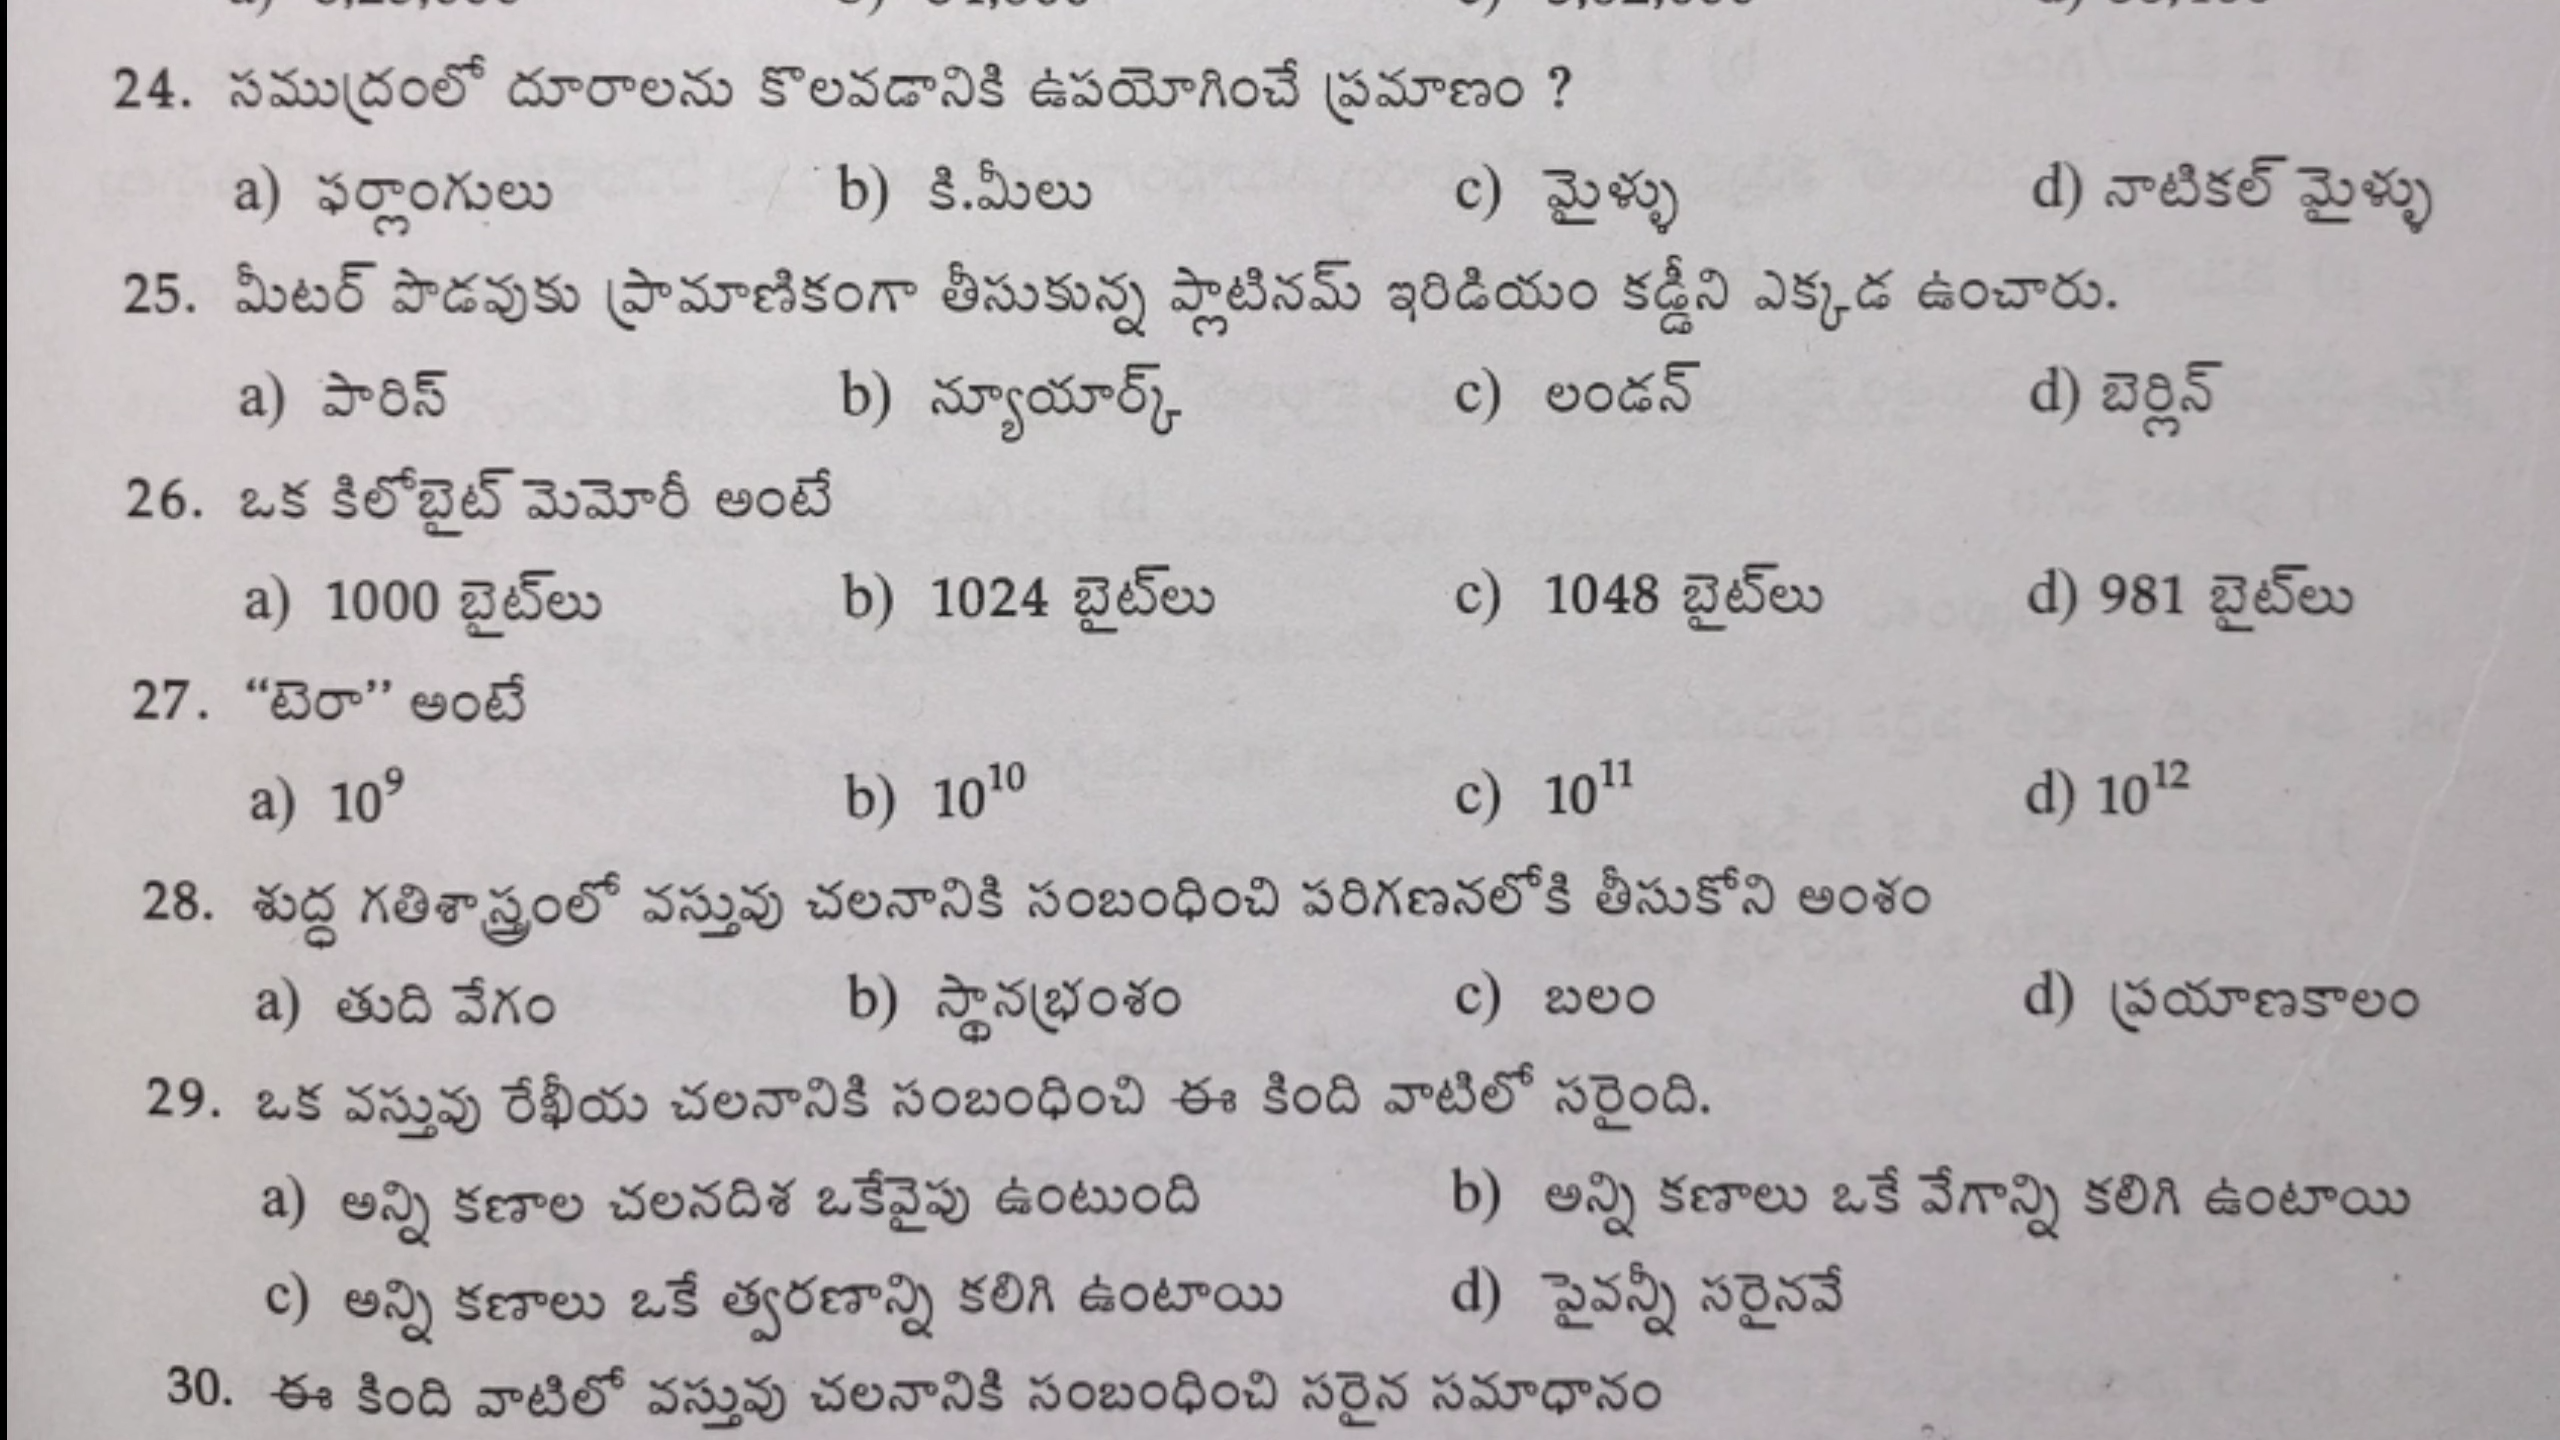 24. సముద్రంలో దూరాలను కొలవడానికి ఉపయోగించే ప్రమాణం ?
a) ఫర్లాంగులు b) కి.మీలు c) మైళ్ళు d) నాటికల్ మైళ్ళు
25. మీటర్ పొడవుకు ప్రామాణికంగా తీసుకున్న ప్లాటినమ్ ఇరిడియం కడ్డీని ఎక్కడ ఉంచారు.
a) పారిస్ b) న్యూయార్క్ c) లండన్ d) బెర్లిన్
26. ఒక కిలోబైట్ మెమోరీ అంటే
a) 1000 బైట్‌లు b) 1024 బైట్‌లు c) 1048 బైట్‌లు d) 981 బైట్‌లు
27. “టెరా” అంటే
a) 10⁹ b) 10¹⁰ c) 10¹¹ d) 10¹²
28. శుద్ధ గతిశాస్త్రంలో వస్తువు చలనానికి సంబంధించి పరిగణనలోకి తీసుకోని అంశం
a) తుది వేగం b) స్థానభ్రంశం c) బలం d) ప్రయాణకాలం
29. ఒక వస్తువు రేఖీయ చలనానికి సంబంధించి ఈ కింది వాటిలో సరైంది.
a) అన్ని కణాల చలనదిశ ఒకేవైపు ఉంటుంది b) అన్ని కణాలు ఒకే వేగాన్ని కలిగి ఉంటాయి
c) అన్ని కణాలు ఒకే త్వరణాన్ని కలిగి ఉంటాయి d) పైవన్నీ సరైనవే
30. ఈ కింది వాటిలో వస్తువు చలనానికి సంబంధించి సరైన సమాధానం